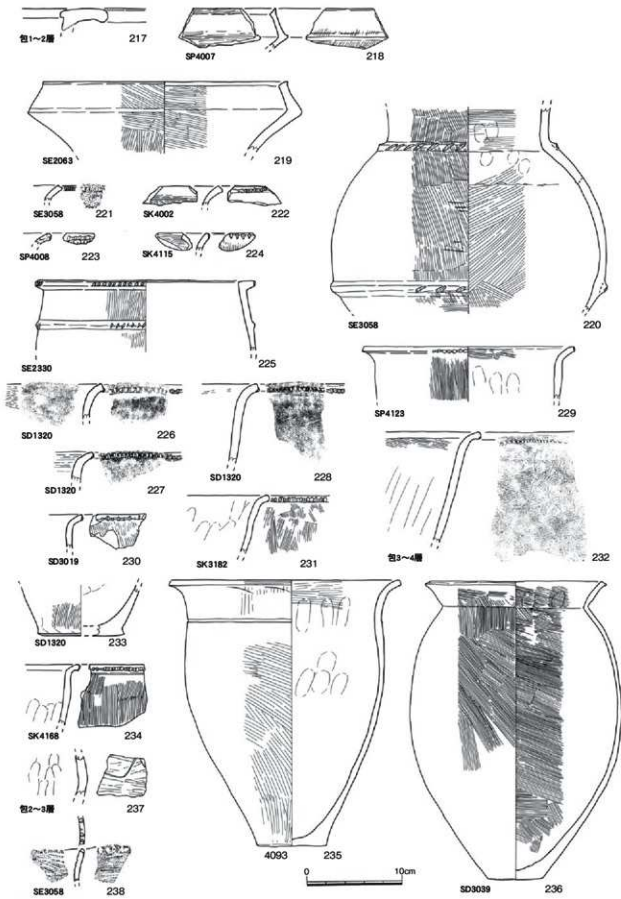 包1～2層 217
SP4007 218
SE2063 219
SE3058 220
SE3058 221
SK4002 222
SP4008 223
SK4115 224
SE2330 225
SD1320 226
SD1320 227
SD1320 228
SP4123 229
SD3019 230
SK3182 231
包3～4層 232
SD1320 233
SK4168 234
4093 235
0 10cm
SD3039 236
包2～3層 237
SE3058 238